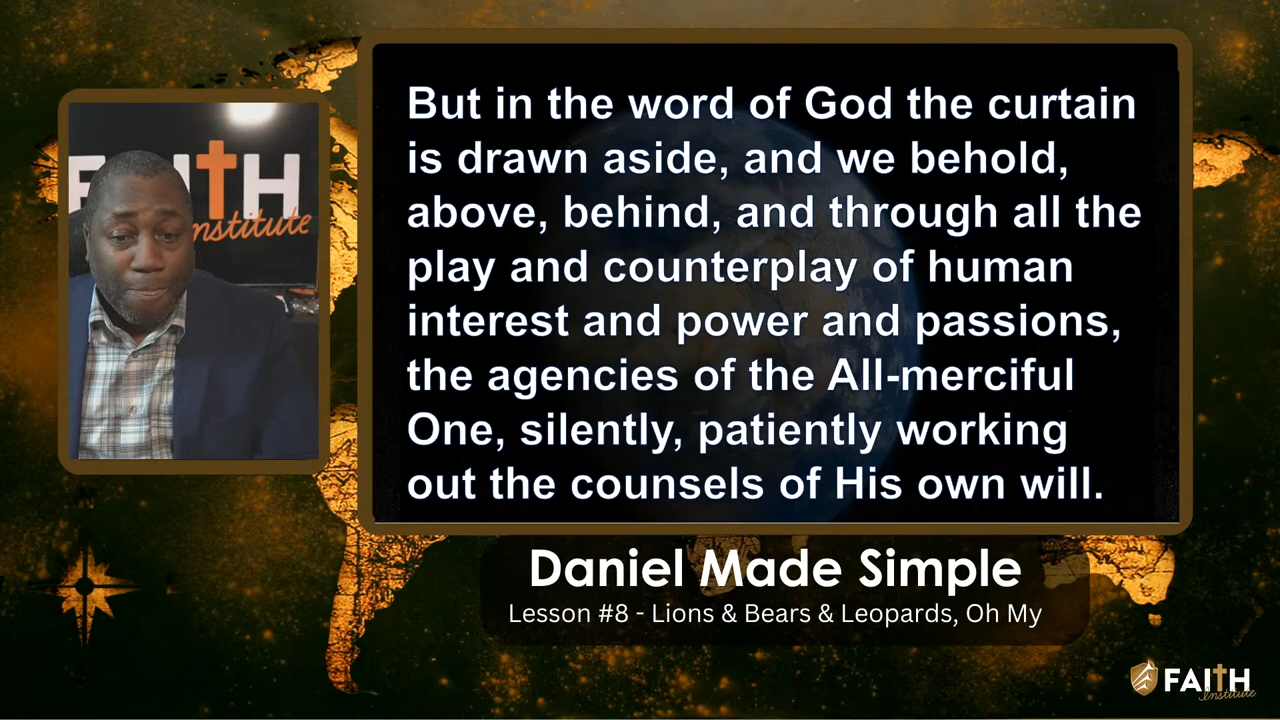 FAITH
Institute
But in the word of God the curtain
is drawn aside, and we behold,
above, behind, and through all the
play and counterplay of human
interest and power and passions,
the agencies of the All-merciful
One, silently, patiently working
out the counsels of His own will.
Daniel Made Simple
Lesson #8 - Lions & Bears & Leopards, Oh My
FAITH
Institute